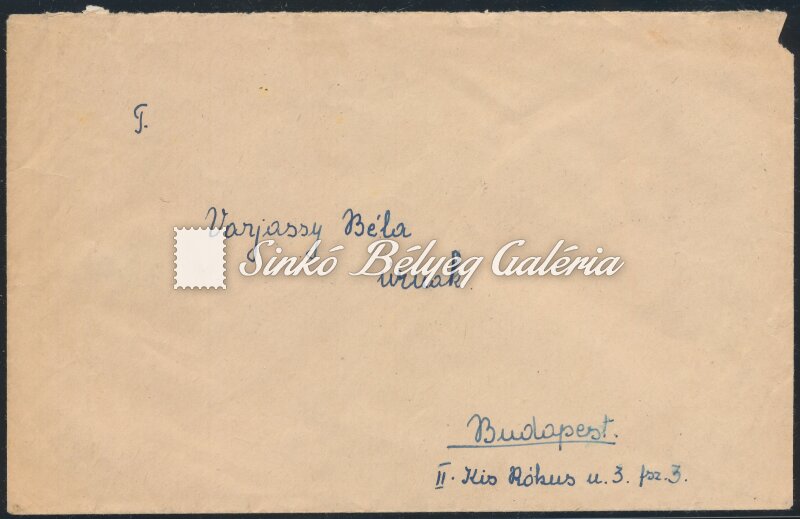 T.
Varjassy Béla
Sinkó Bélyeg Galéria
urnak.
Budapest.
II. Kis Rókus u. 3. fsz. 3.